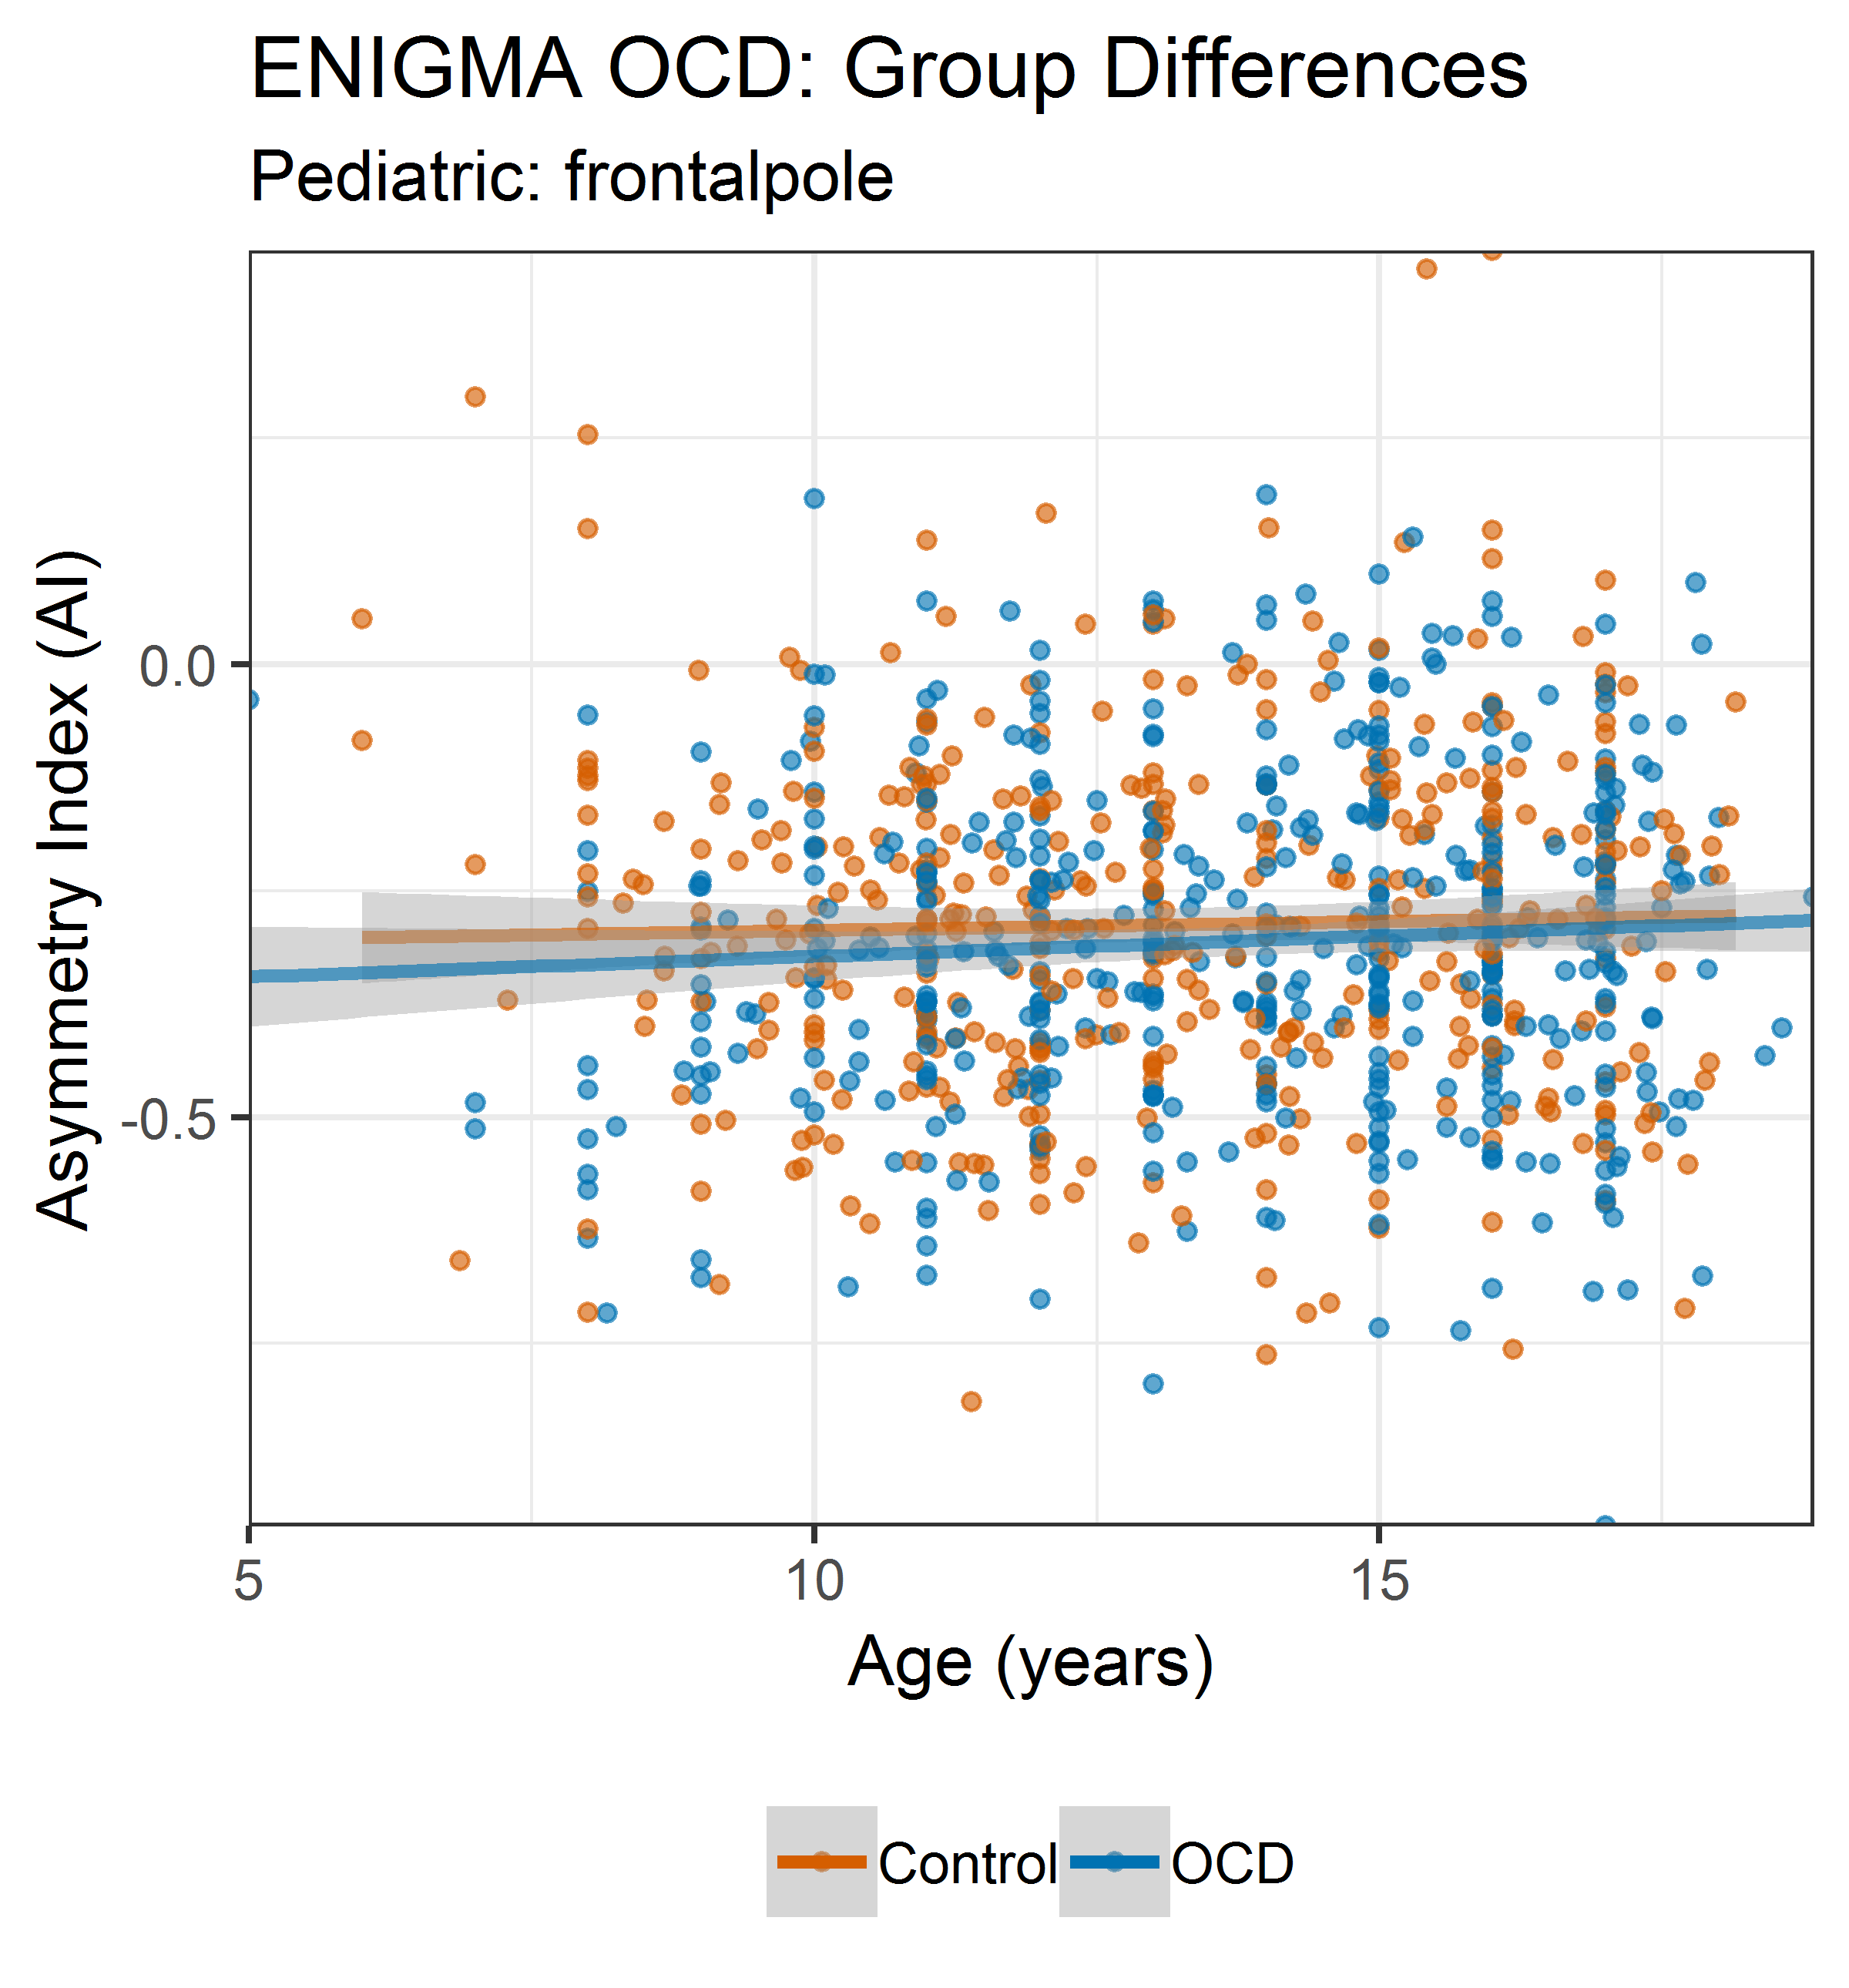 ENIGMA OCD: Group Differences
Pediatric: frontalpole
Asymmetry Index (AI)
0.0
-0.5
5 10 15
Age (years)
Control OCD